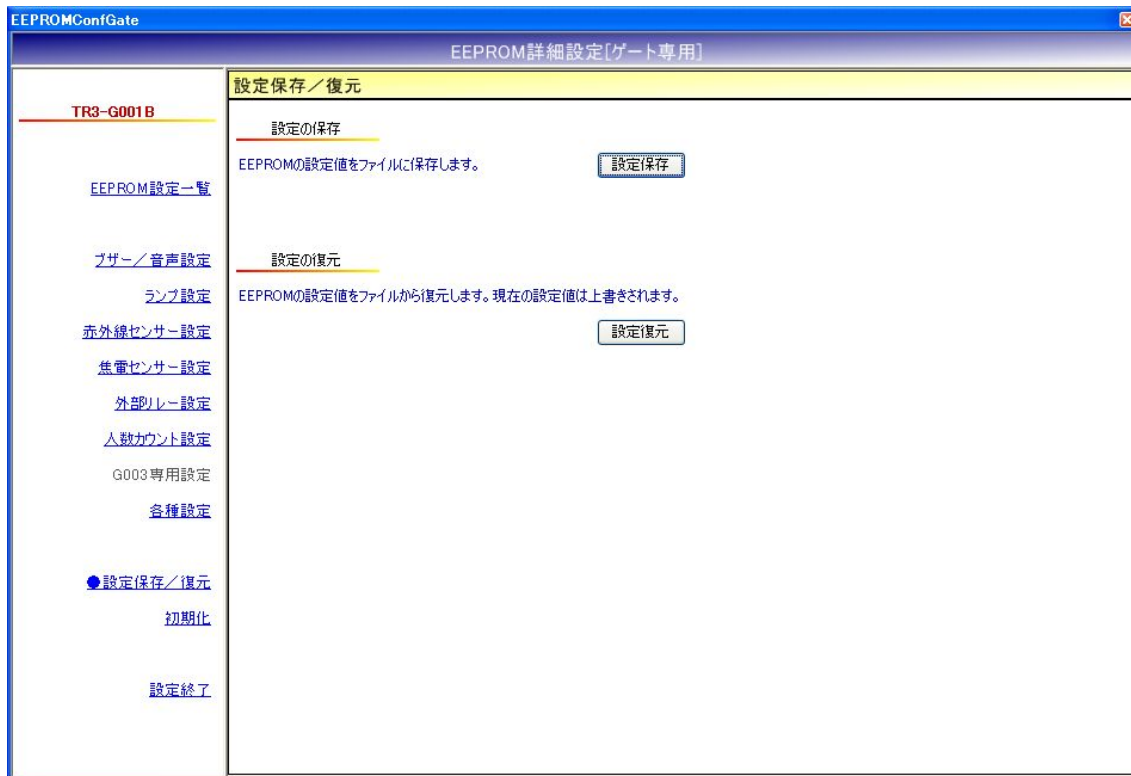 EEPROMConfGate
EEPROM詳細設定[ゲート専用]
TR3-G001B
EEPROM設定一覧
ブザー／音声設定
ランプ設定
赤外線センサー設定
焦電センサー設定
外部リレー設定
人数カウント設定
G003専用設定
各種設定
●設定保存／復元
初期化
設定終了
設定保存／復元
設定の保存
EEPROMの設定値をファイルに保存します。
設定保存
設定の復元
EEPROMの設定値をファイルから復元します。現在の設定値は上書きされます。
設定復元